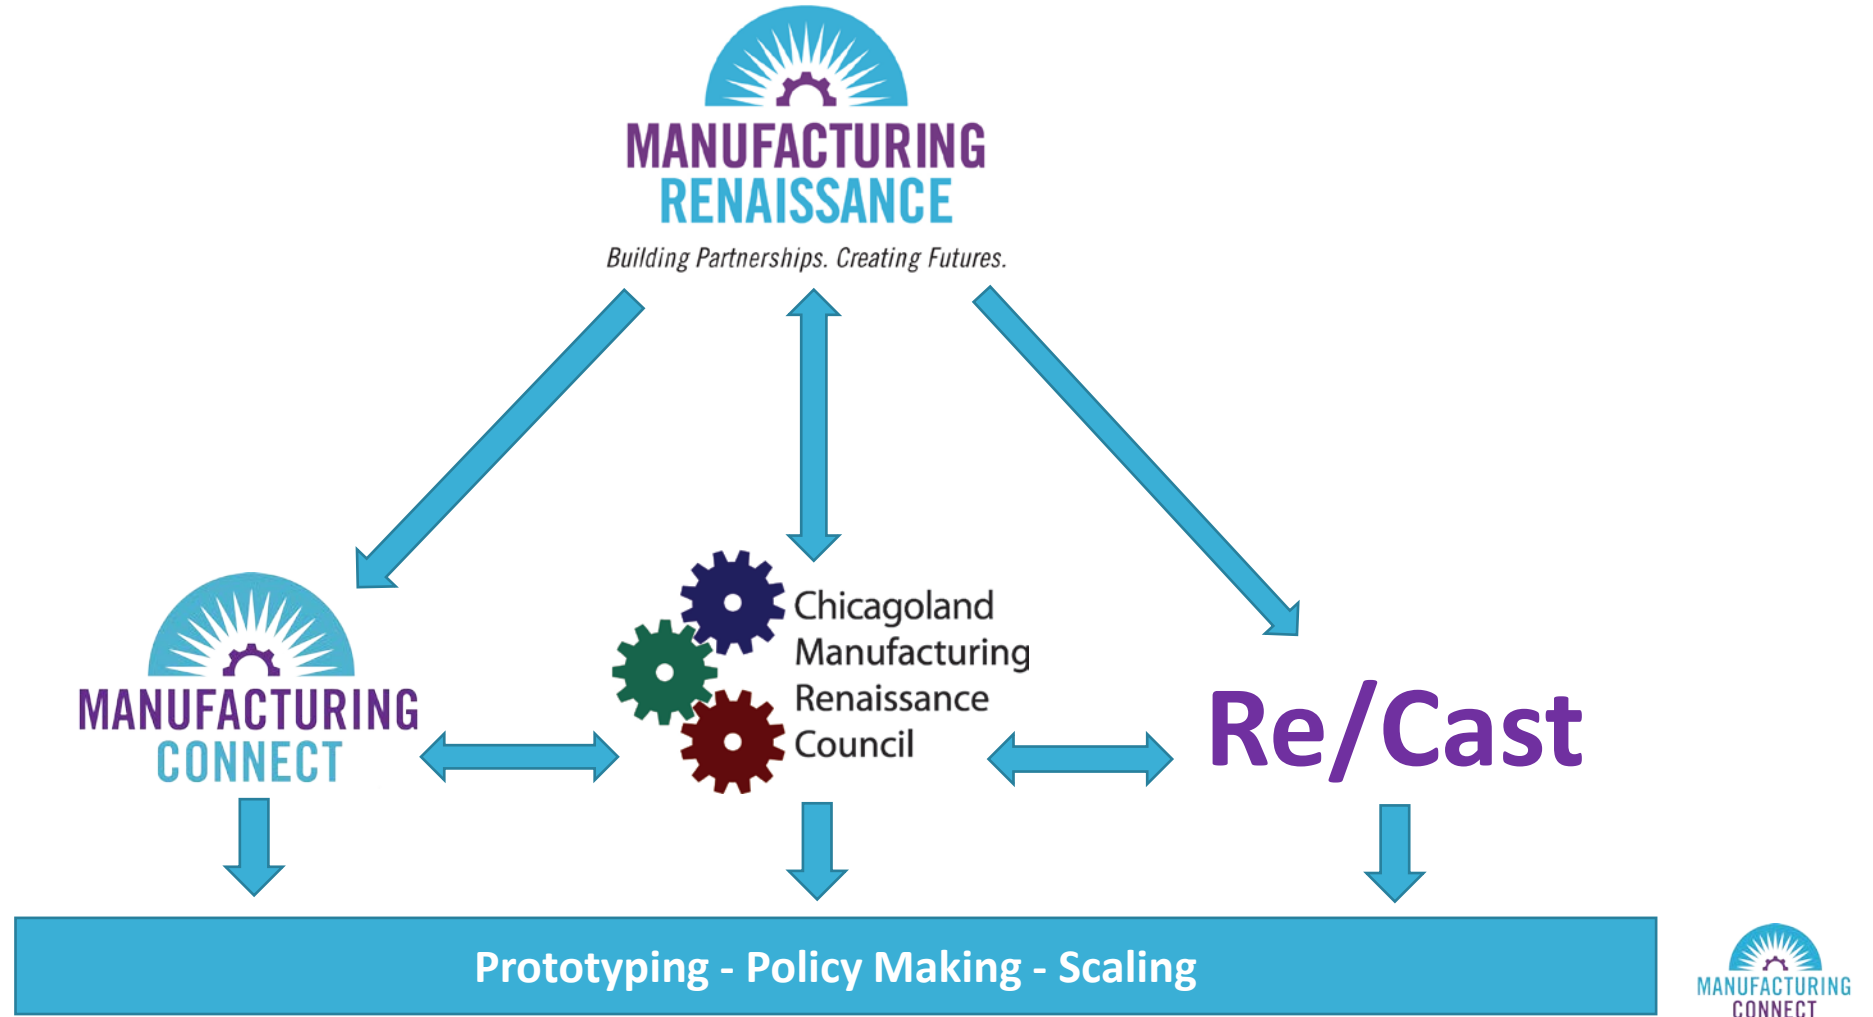 MANUFACTURING
RENAISSANCE
Building Partnerships. Creating Futures.
MANUFACTURING
CONNECT
Chicagoland
Manufacturing
Renaissance
Council
Re/Cast
Prototyping - Policy Making - Scaling
MANUFACTURING
CONNECT